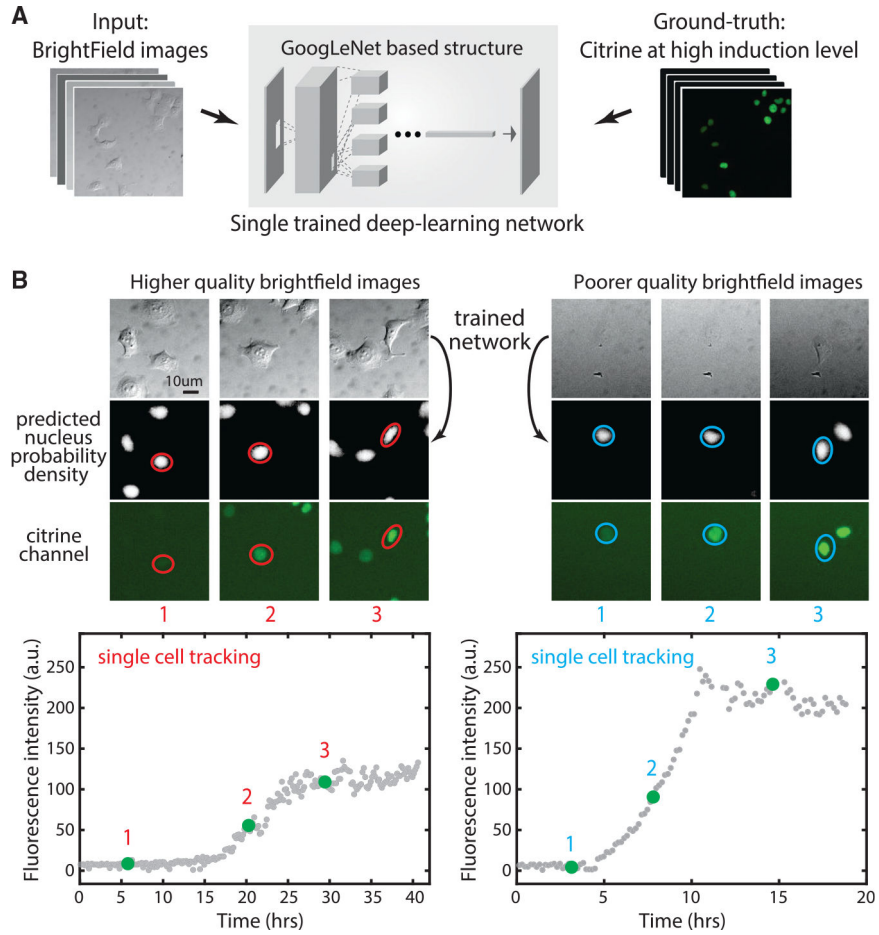 A
Input:
BrightField images
GoogLeNet based structure
Single trained deep-learning network
Ground-truth:
Citrine at high induction level
B
Higher quality brightfield images
Poorer quality brightfield images
10um
trained
network
predicted
nucleus
probability
density
citrine
channel
1 2 3
1 2 3
single cell tracking
Fluorescence intensity (a.u.)
250
200
150
100
50
0
1
2
3
0 5 10 15 20 25 30 35 40
Time (hrs)
single cell tracking
Fluorescence intensity (a.u.)
250
200
150
100
50
0
1
2
3
0 5 10 15 20
Time (hrs)